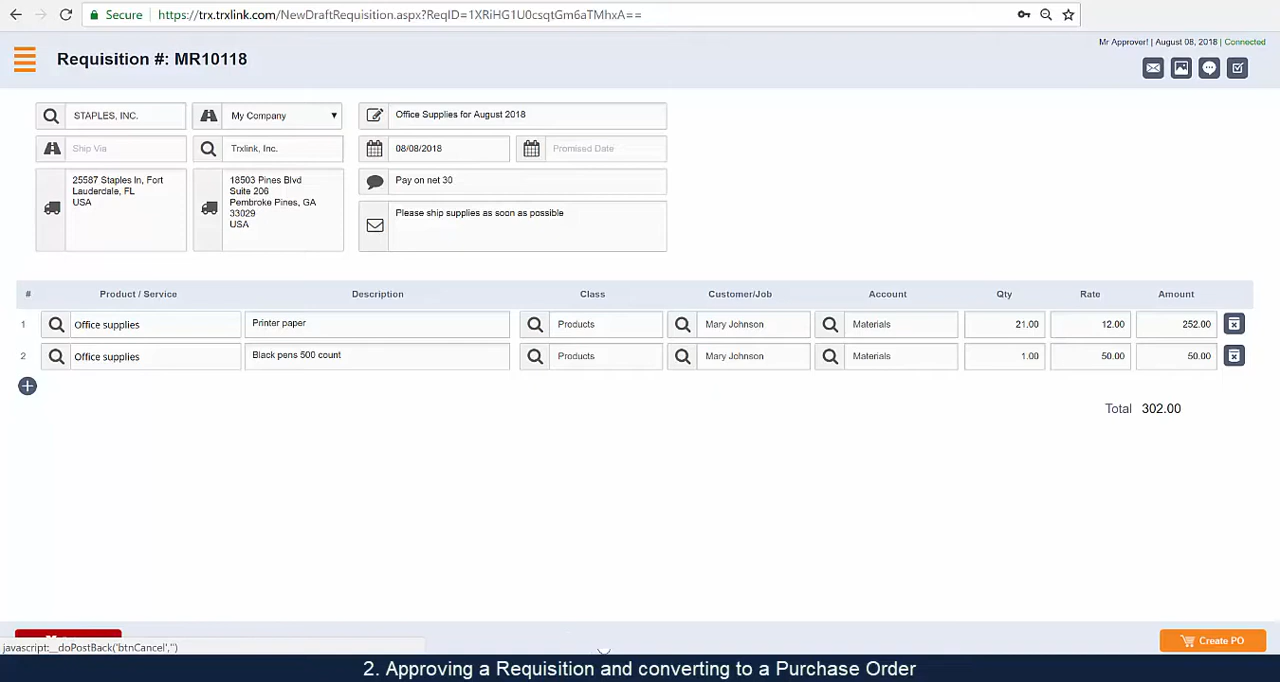 Secure https://trx.trxlink.com/NewDraftRequisition.aspx?ReqID=1XRiHG1U0csqtGm6aTMhxA==
Mr Approver! | August 08, 2018 | Connected
Requisition #: MR10118
STAPLES, INC.
My Company
Office Supplies for August 2018
Ship Via
Trxlink, Inc.
08/08/2018
Promised Date
25587 Staples ln, Fort
Lauderdale, FL
USA
18503 Pines Blvd
Suite 206
Pembroke Pines, GA
33029
USA
Pay on net 30
Please ship supplies as soon as possible
# Product / Service Description Class Customer/Job Account Qty Rate Amount
1 Office supplies Printer paper Products Mary Johnson Materials 21.00 12.00 252.00
2 Office supplies Black pens 500 count Products Mary Johnson Materials 1.00 50.00 50.00
Total 302.00
Create PO
javascript:__doPostBack('btnCancel','')
2. Approving a Requisition and converting to a Purchase Order